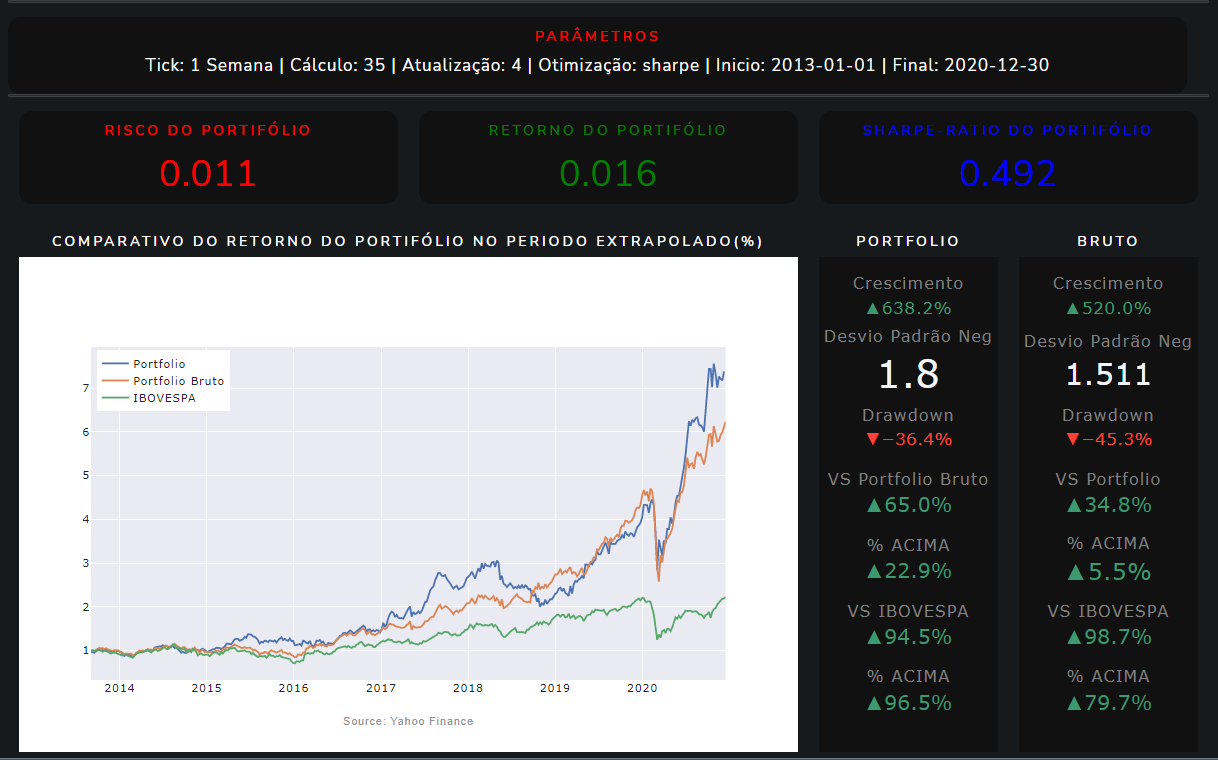 PARÂMETROS
Tick: 1 Semana | Cálculo: 35 | Atualização: 4 | Otimização: sharpe | Inicio: 2013-01-01 | Final: 2020-12-30
RISCO DO PORTIFÓLIO
0.011
RETORNO DO PORTIFÓLIO
0.016
SHARPE-RATIO DO PORTIFÓLIO
0.492
COMPARATIVO DO RETORNO DO PORTIFÓLIO NO PERIODO EXTRAPOLADO(%)
Portfolio
Portfolio Bruto
IBOVESPA
7
6
5
4
3
2
1
2014 2015 2016 2017 2018 2019 2020
Source: Yahoo Finance
PORTFOLIO
Crescimento
▲638.2%
Desvio Padrão Neg
1.8
Drawdown
▼−36.4%
VS Portfolio Bruto
▲65.0%
% ACIMA
▲22.9%
VS IBOVESPA
▲94.5%
% ACIMA
▲96.5%
BRUTO
Crescimento
▲520.0%
Desvio Padrão Neg
1.511
Drawdown
▼−45.3%
VS Portfolio
▲34.8%
% ACIMA
▲5.5%
VS IBOVESPA
▲98.7%
% ACIMA
▲79.7%